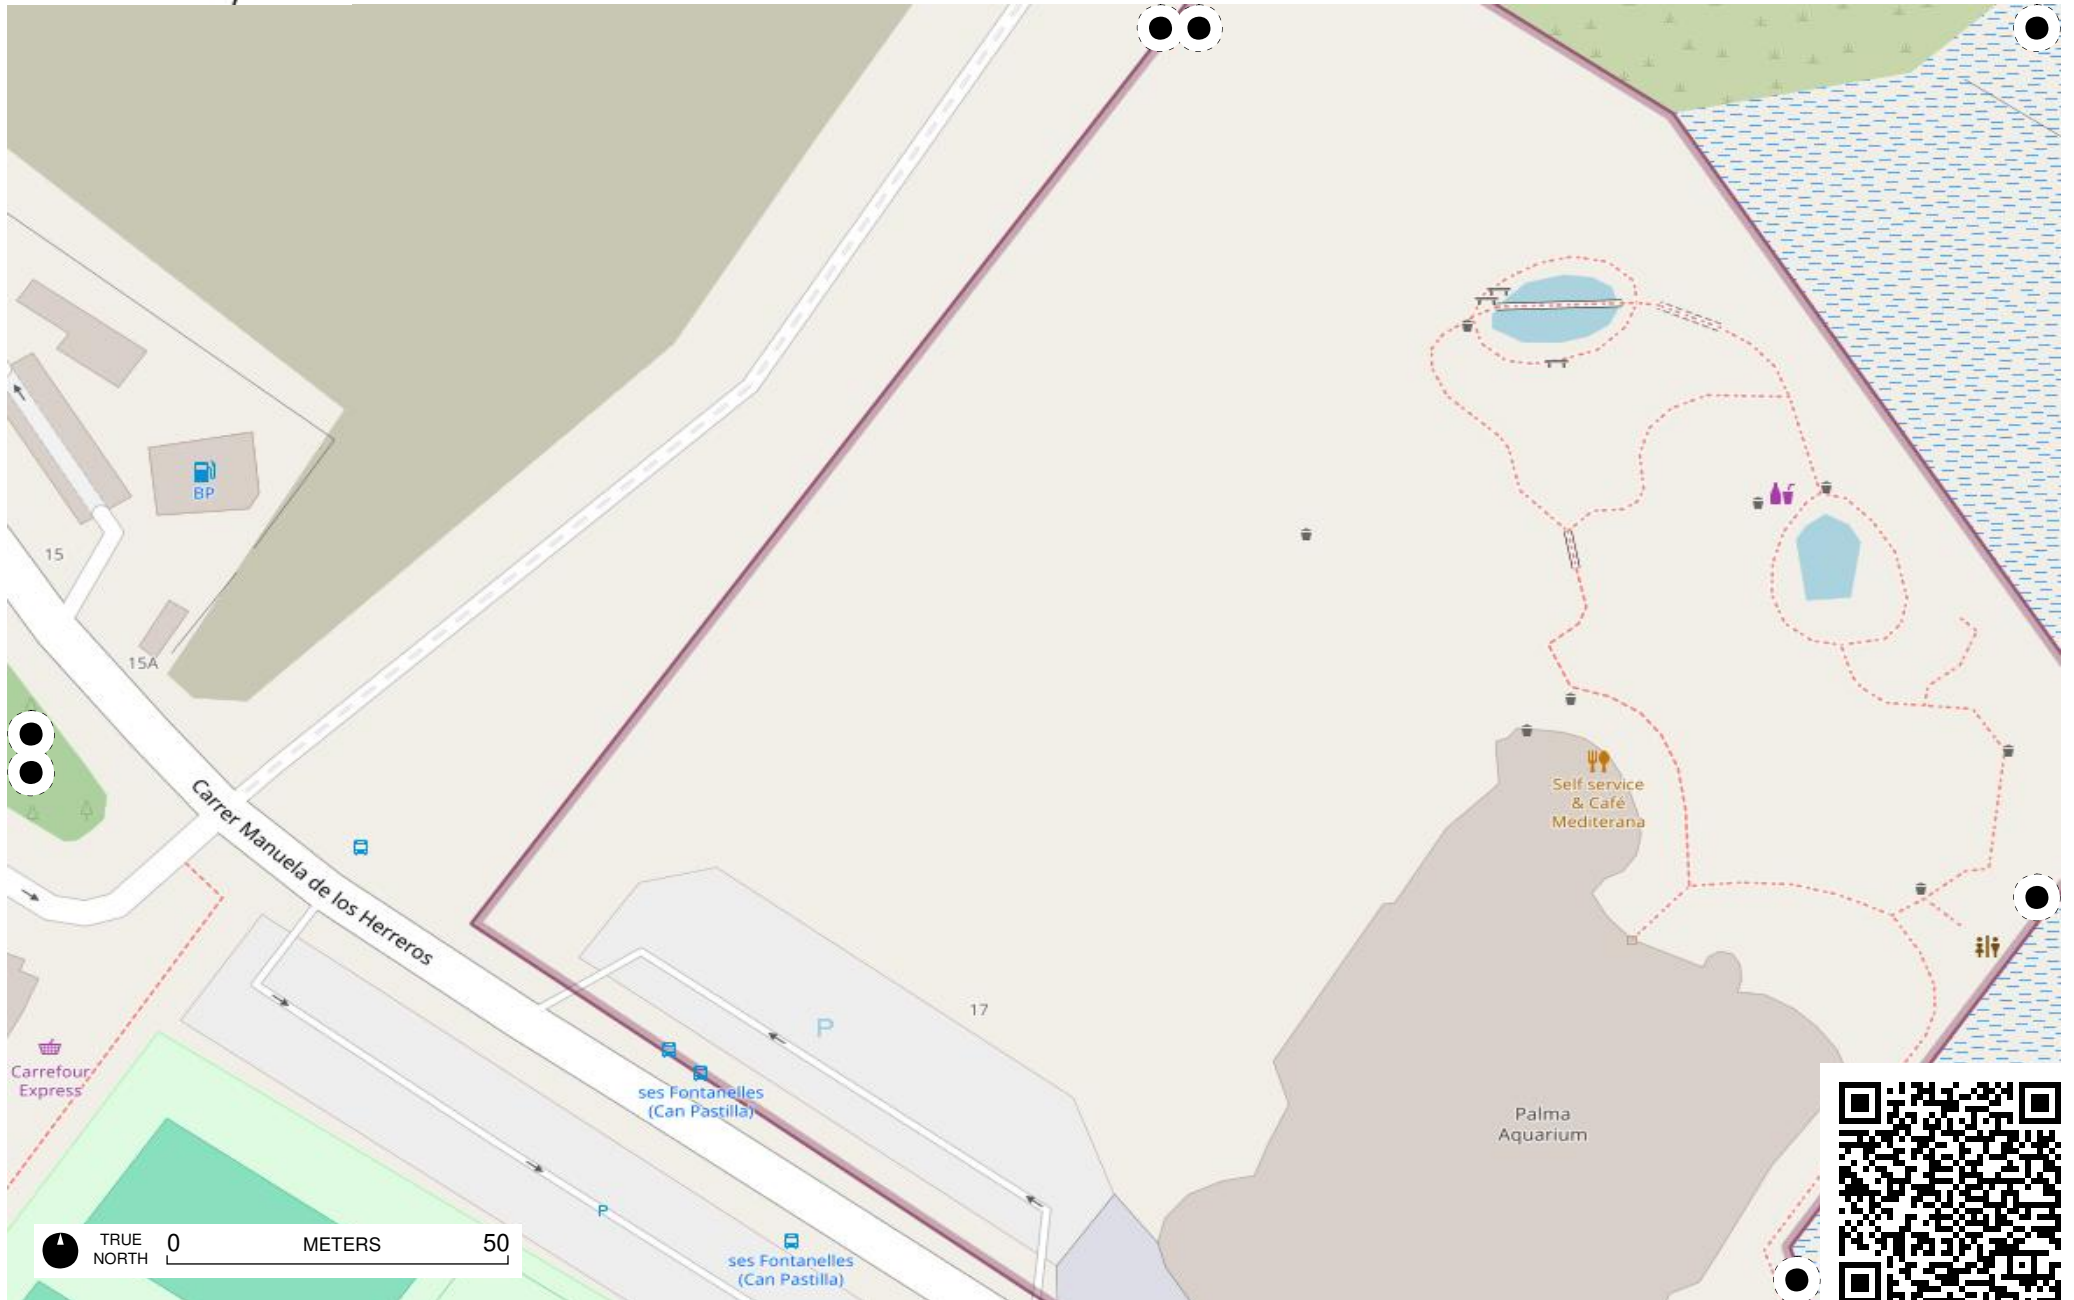 BP
15
15A
Carrer Manuela de los Herreros
Self service
& Café
Mediterana
17
P
Carrefour
Express
ses Fontanelles
(Can Pastilla)
Palma
Aquarium
P
ses Fontanelles
(Can Pastilla)
TRUE
NORTH
0 METERS 50